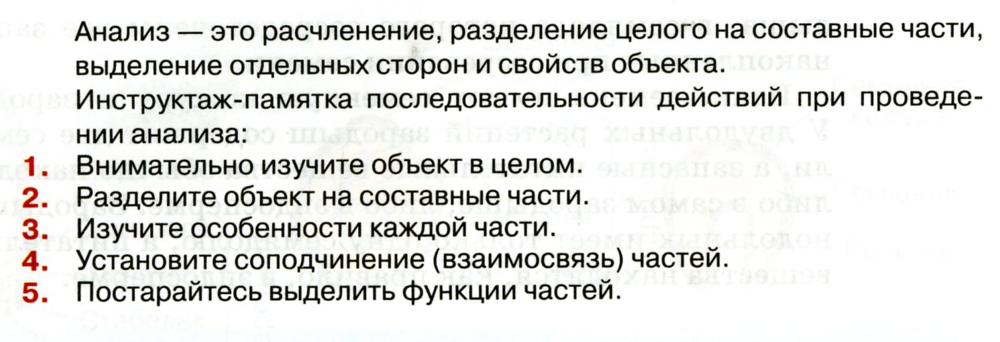 Анализ — это расчленение, разделение целого на составные части,
выделение отдельных сторон и свойств объекта.
Инструктаж-памятка последовательности действий при проведе-
нии анализа:
1. Внимательно изучите объект в целом.
2. Разделите объект на составные части.
3. Изучите особенности каждой части.
4. Установите соподчинение (взаимосвязь) частей.
5. Постарайтесь выделить функции частей.